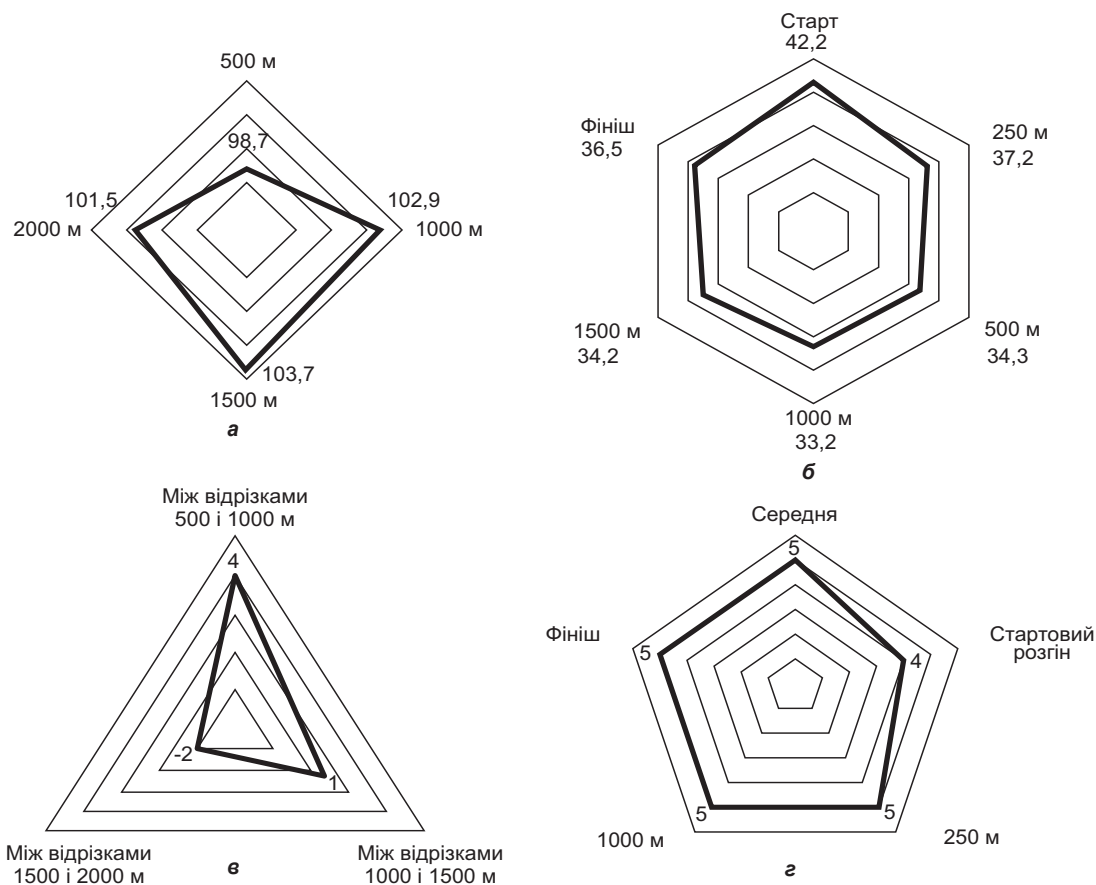 500 м
98,7
101,5
2000 м
102,9
1000 м
103,7
1500 м
а
Старт
42,2
Фініш
36,5
250 м
37,2
1500 м
34,2
500 м
34,3
1000 м
33,2
б
Між відрізками
500 і 1000 м
4
-2
1
Між відрізками
1500 і 2000 м
Між відрізками
1000 і 1500 м
в
Середня
5
Фініш
5
Стартовий
розгін
4
5
5
1000 м
250 м
г